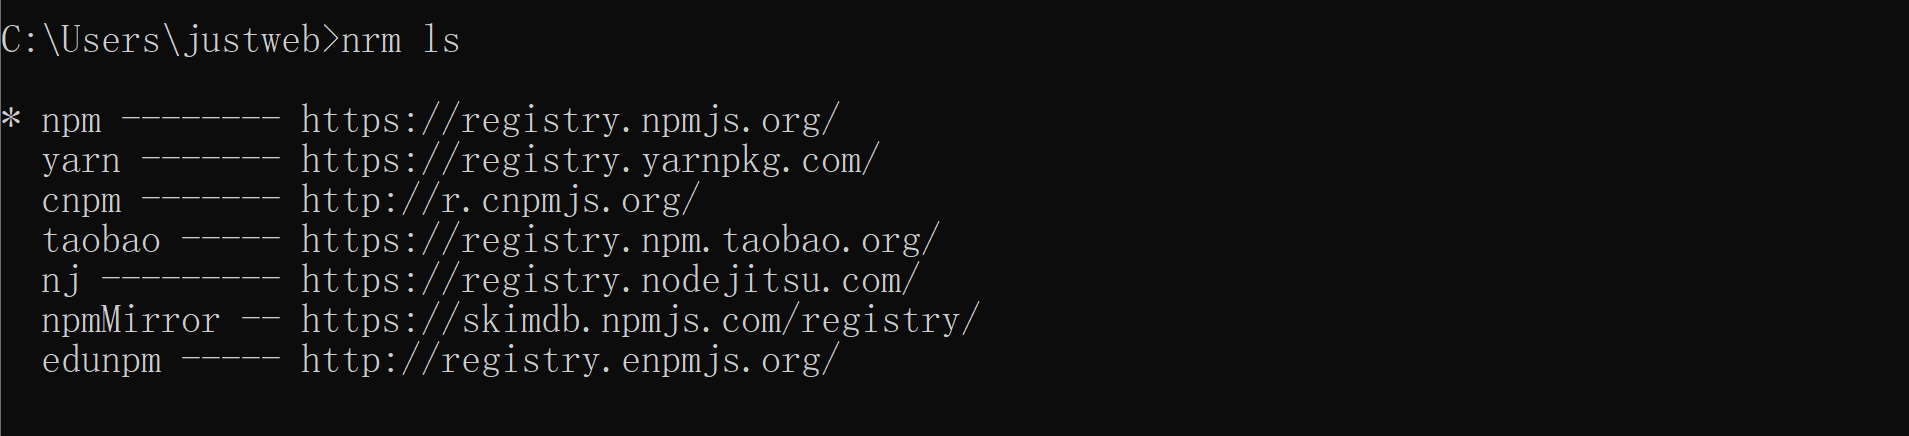 C:\Users\justweb>nrm ls
* npm -------- https://registry.npmjs.org/
  yarn ------- https://registry.yarnpkg.com/
  cnpm ------- http://r.cnpmjs.org/
  taobao ----- https://registry.npm.taobao.org/
  nj --------- https://registry.nodejitsu.com/
  npmMirror -- https://skimdb.npmjs.com/registry/
  edunpm ----- http://registry.enpmjs.org/